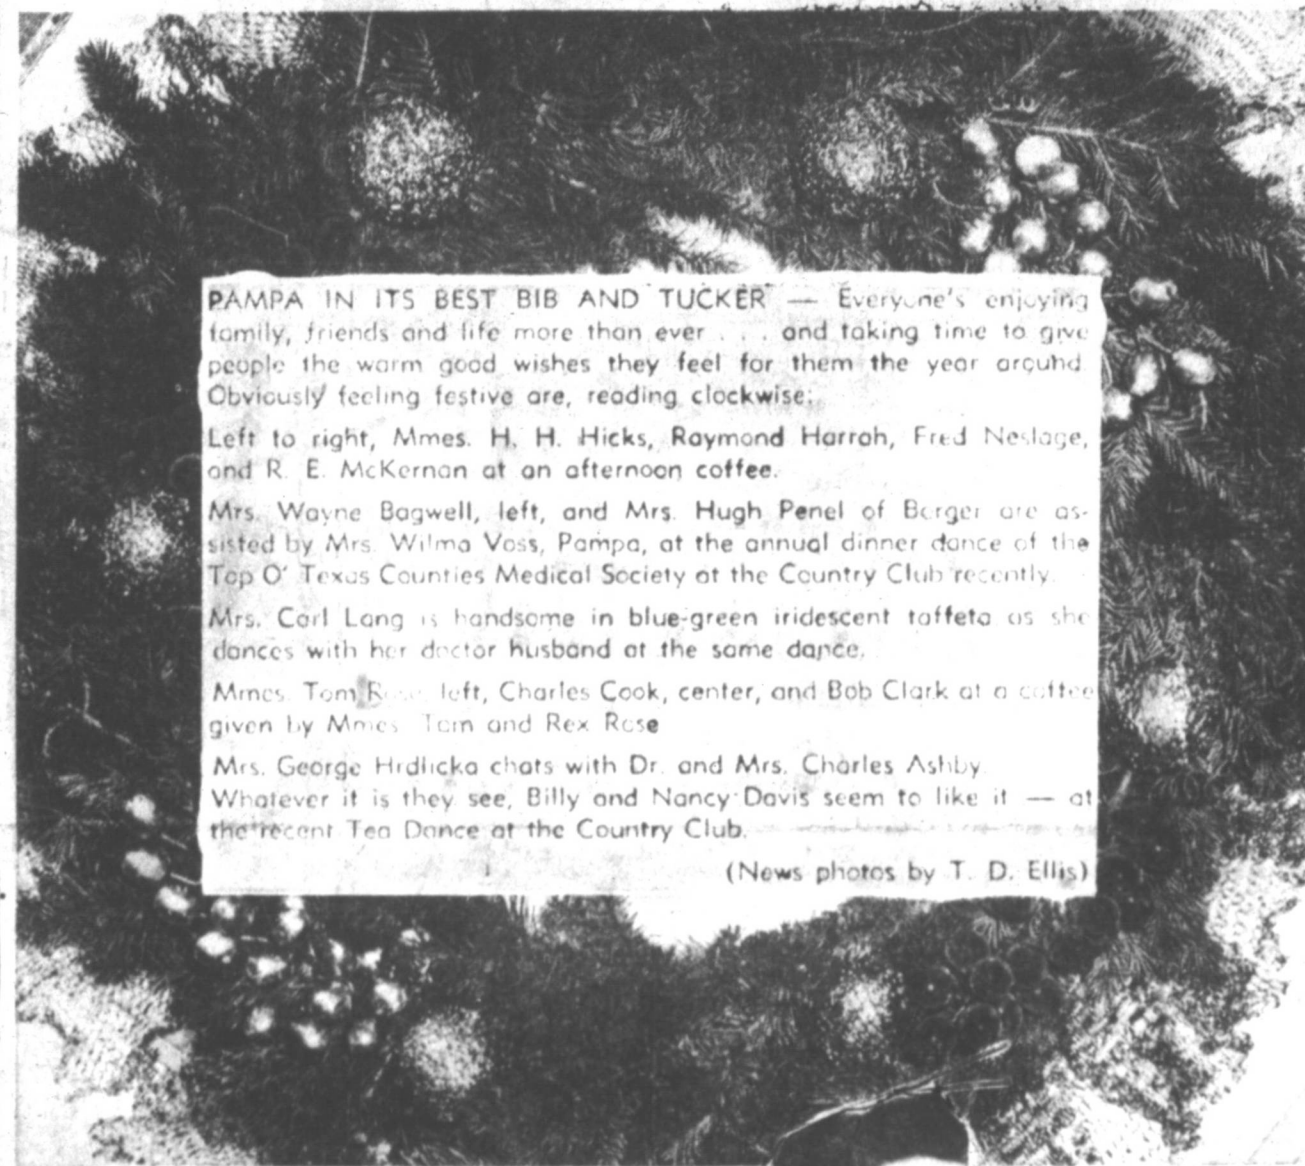 PAMPA IN ITS BEST BIB AND TUCKER — Everyone's enjoying
family, friends and life more than ever . . . and taking time to give
people the warm good wishes they feel for them the year around.
Obviously feeling festive are, reading clockwise:
Left to right, Mmes. H. H. Hicks, Raymond Harrah, Fred Neslage,
and R. E. McKernan at an afternoon coffee.
Mrs. Wayne Bagwell, left, and Mrs. Hugh Penel of Borger are as-
sisted by Mrs. Wilma Voss, Pampa, at the annual dinner dance of the
Top O' Texas Counties Medical Society at the Country Club recently.
Mrs. Carl Lang is handsome in blue-green iridescent taffeta as she
dances with her doctor husband at the same dance.
Mmes. Tom left, Charles Cook, center, and Bob Clark at a coffee
given by Mmes. Tom and Rex Rose
Mrs. George Hrdlicka chats with Dr. and Mrs. Charles Ashby.
Whatever it is they see, Billy and Nancy Davis seem to like it — at
the recent Tea Dance at the Country Club.
(News photos by T. D. Ellis)